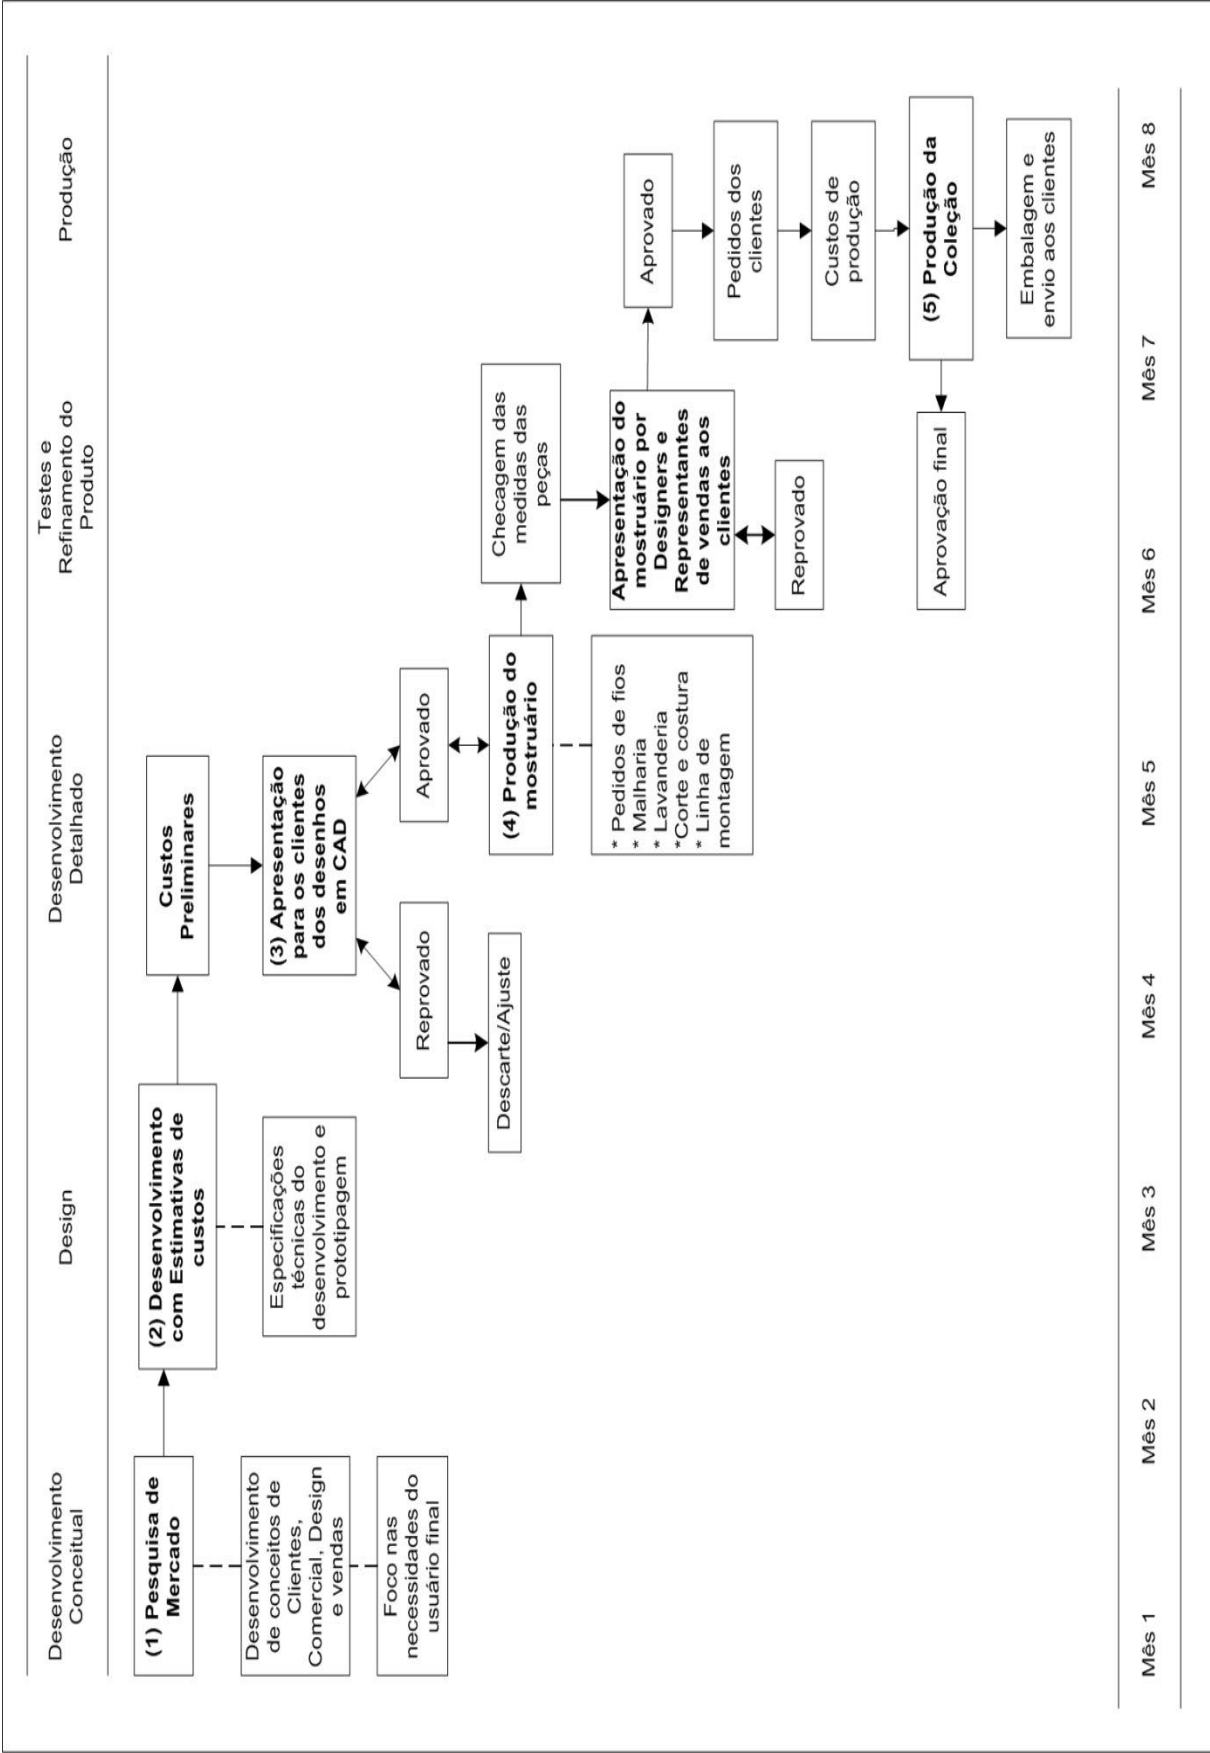 Desenvolvimento
Conceitual
Design
Desenvolvimento
Detalhado
Testes e
Refinamento do
Produto
Produção
(1) Pesquisa de
Mercado
Desenvolvimento
de conceitos de
Clientes,
Comercial, Design
e vendas
Foco nas
necessidades do
usuário final
(2) Desenvolvimento
com Estimativas de
custos
Especificações
técnicas do
desenvolvimento e
prototipagem
Custos
Preliminares
(3) Apresentação
para os clientes
dos desenhos
em CAD
Reprovado
Descarte/Ajuste
Aprovado
(4) Produção do
mostruário
* Pedidos de fios
* Malharia
* Lavanderia
*Corte e costura
* Linha de
montagem
Checagem das
medidas das
peças
Apresentação do
mostruário por
Designers e
Representantes
de vendas aos
clientes
Reprovado
Aprovado
Pedidos dos
clientes
Custos de
produção
(5) Produção da
Coleção
Aprovação final
Embalagem e
envio aos clientes
Mês 1
Mês 2
Mês 3
Mês 4
Mês 5
Mês 6
Mês 7
Mês 8